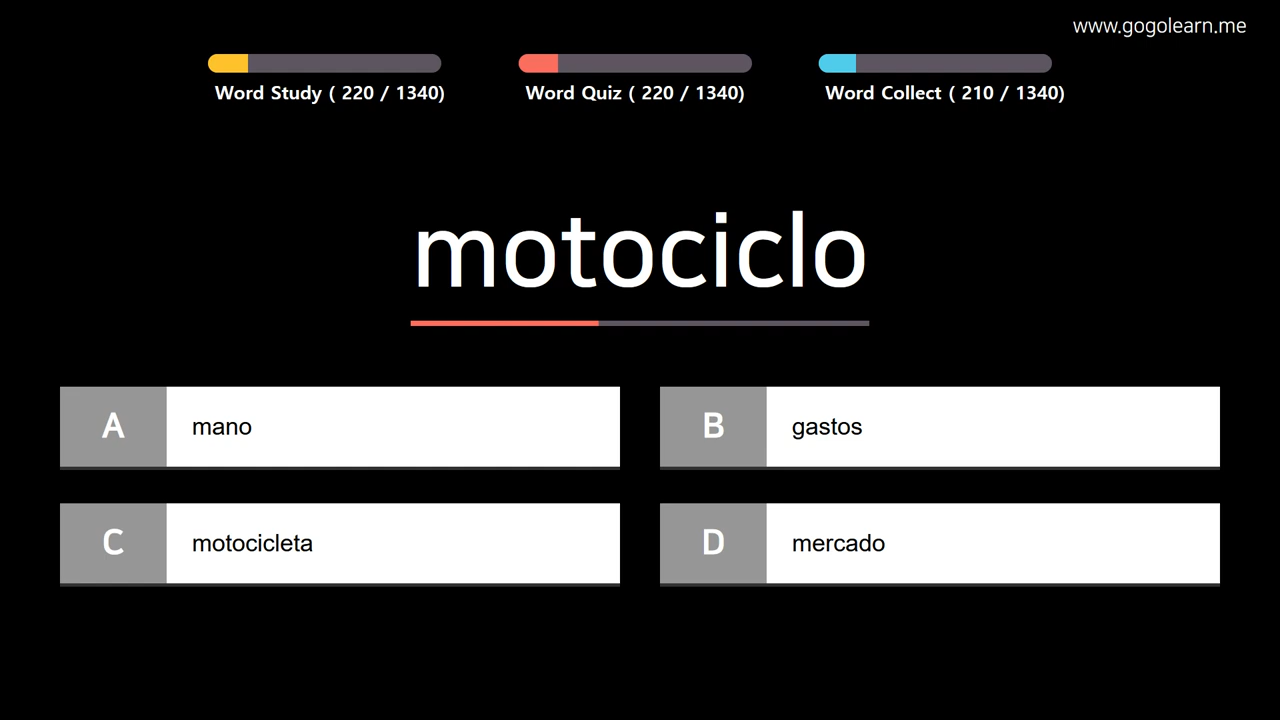 www.gogolearn.me
Word Study ( 220 / 1340)
Word Quiz ( 220 / 1340)
Word Collect ( 210 / 1340)
motociclo
A mano
B gastos
C motocicleta
D mercado